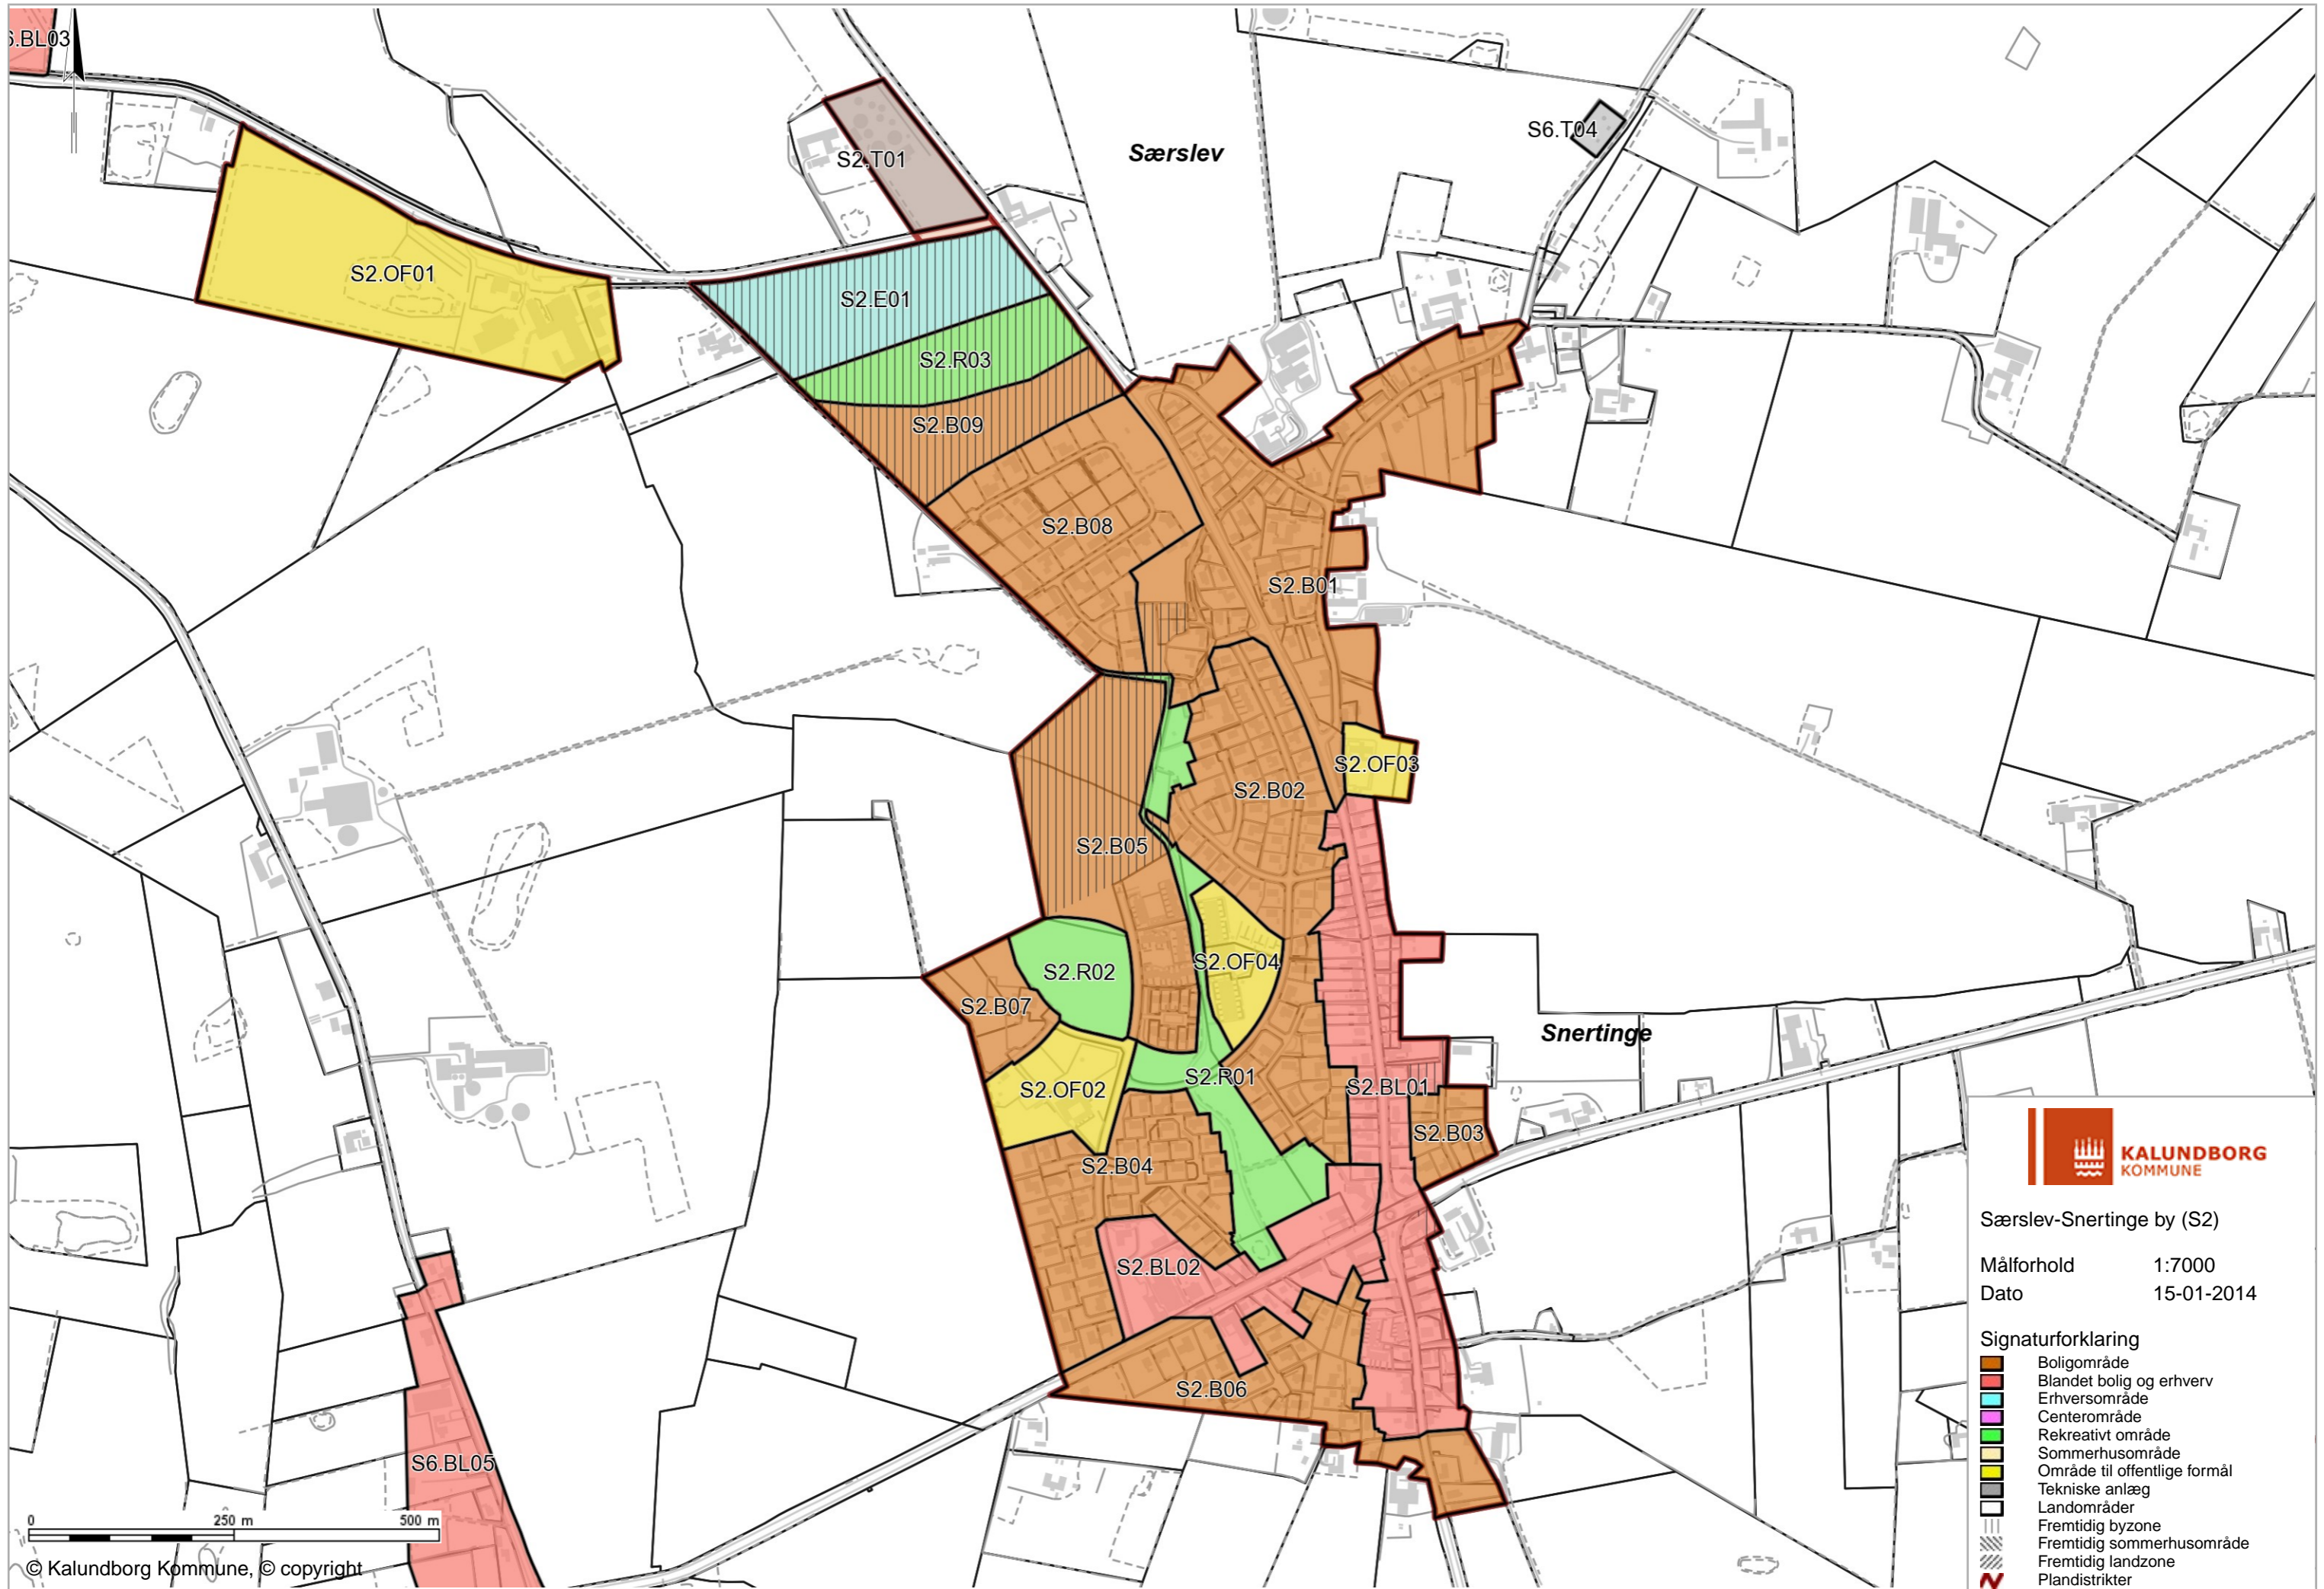 S2.T01
Særslev
S6.T04
S2.OF01
S2.E01
S2.R03
S2.B09
S2.B08
S2.B01
S2.OF03
S2.B02
S2.B05
S2.OF04
S2.R02
S2.B07
Snertinge
S2.R01
S2.BL01
S2.OF02
S2.B03
S2.B04
S2.BL02
S2.B06
S6.BL05
0 250 m 500 m
© Kalundborg Kommune, © copyright
KALUNDBORG
KOMMUNE
Særslev-Snertinge by (S2)
Målforhold 1:7000
Dato 15-01-2014
Signaturforklaring
Boligområde
Blandet bolig og erhverv
Erhversområde
Centerområde
Rekreativt område
Sommerhusområde
Område til offentlige formål
Tekniske anlæg
Landområder
Fremtidig byzone
Fremtidig sommerhusområde
Fremtidig landzone
Plandistrikter